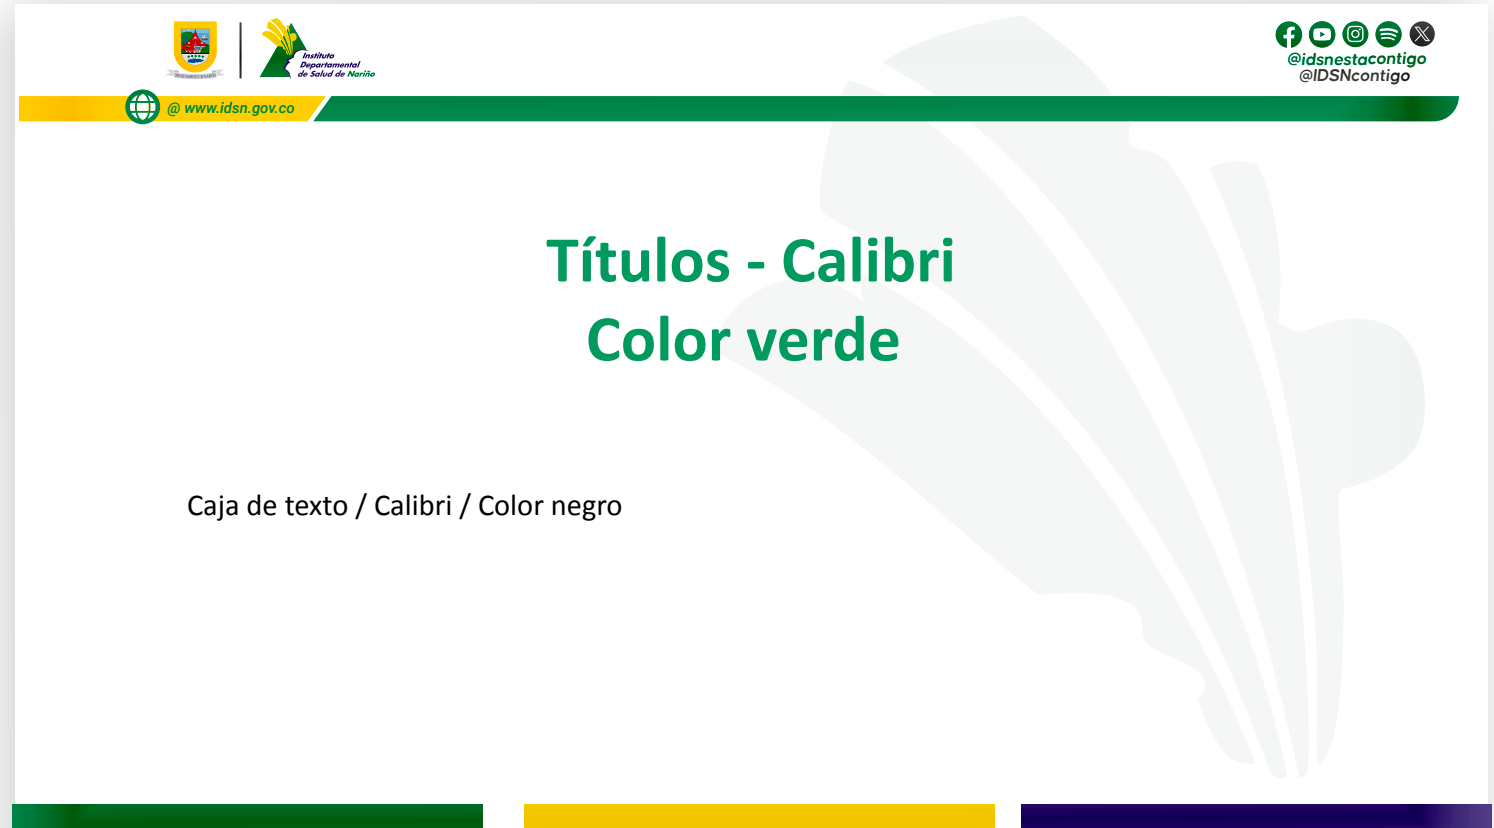 Instituto
Departamental
de Salud de Nariño
@idsnestacontigo
@IDSNcontigo
@ www.idsn.gov.co
Títulos - Calibri
Color verde
Caja de texto / Calibri / Color negro